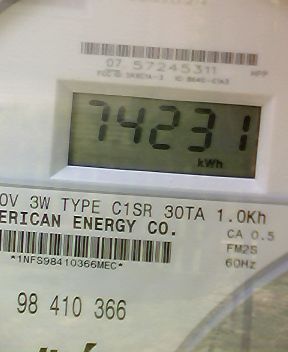 07 57245311
74231
kWh
0V 3W TYPE C1SR 30TA 1.0Kh
ERICAN ENERGY CO.
CA 0.5
FM2S
60Hz
*1NFS98410366MEC*
98 410 366